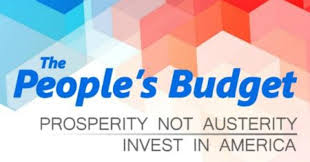 The
People's Budget
PROSPERITY NOT AUSTERITY
INVEST IN AMERICA